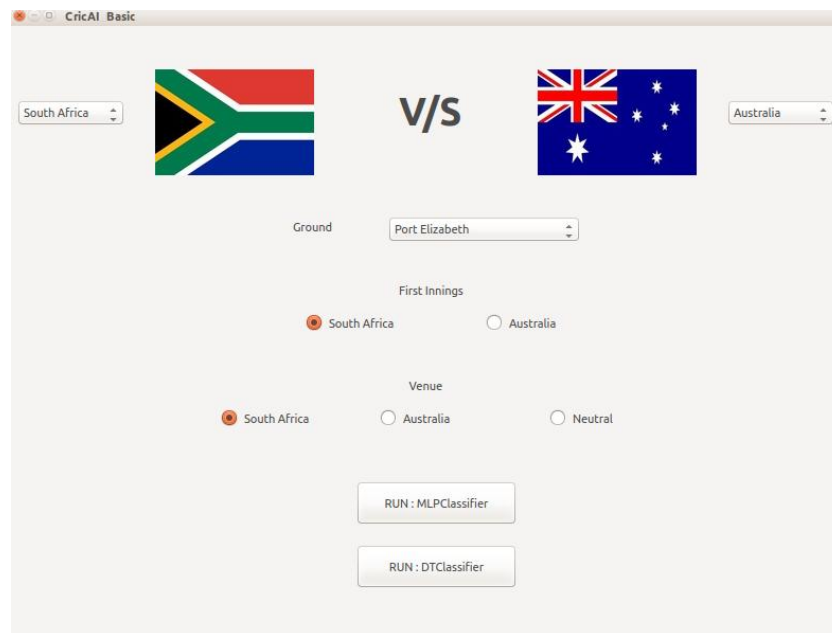 CricAI Basic
South Africa
V/S
Australia
Ground
Port Elizabeth
First Innings
South Africa
Australia
Venue
South Africa
Australia
Neutral
RUN : MLPClassifier
RUN : DTClassifier